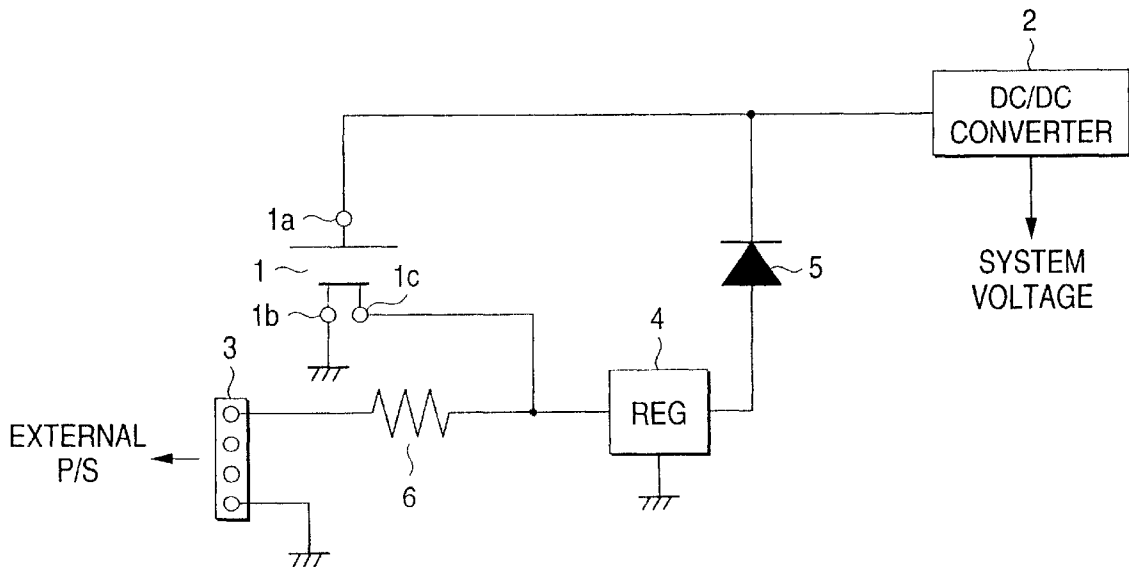 2
DC/DC
CONVERTER
1a
1
1c
1b
5
SYSTEM
VOLTAGE
4
3
REG
EXTERNAL
P/S
6